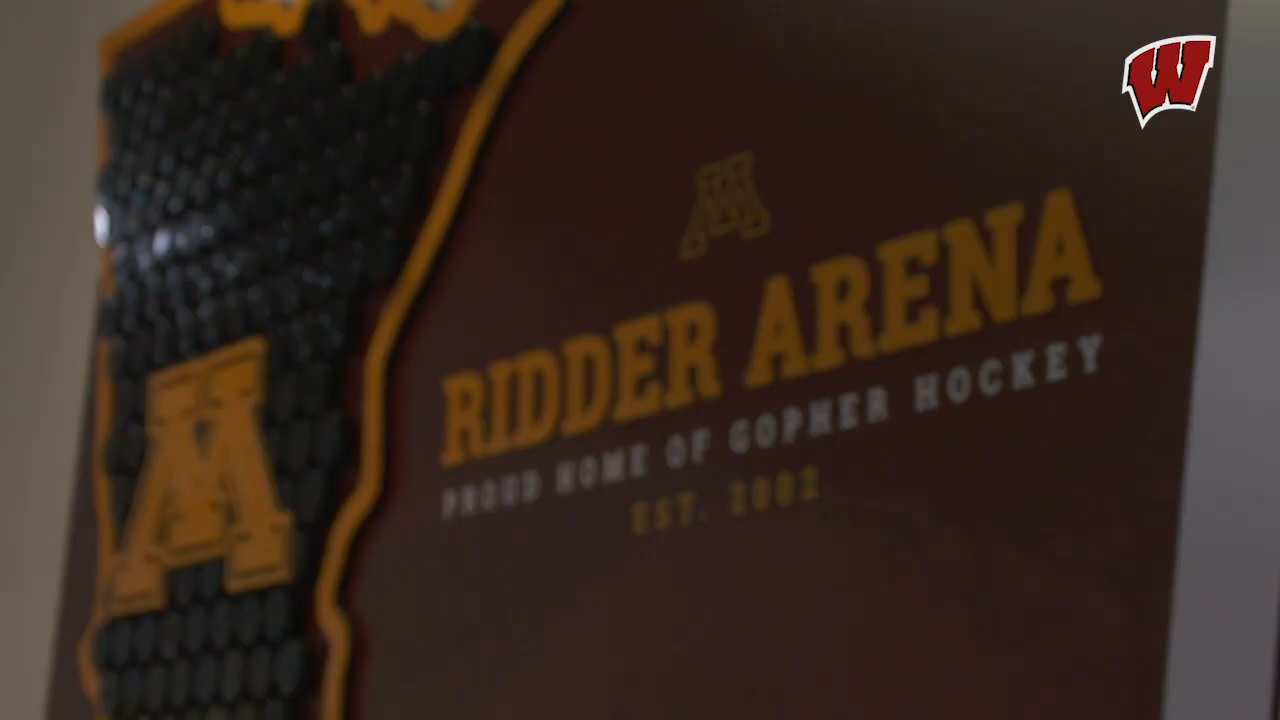 W
M
RIDDER ARENA
PROUD HOME OF GOPHER HOCKEY
EST. 2002
M